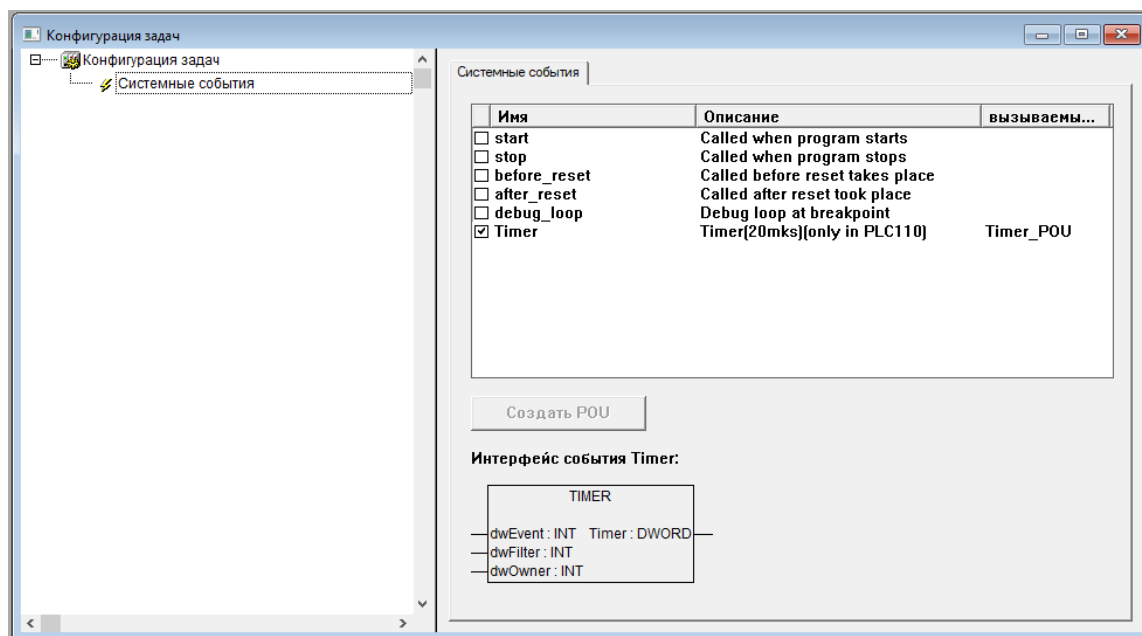 Конфигурация задач
Конфигурация задач
Системные события
Системные события
Имя Описание вызываемы...
start Called when program starts
stop Called when program stops
before_reset Called before reset takes place
after_reset Called after reset took place
debug_loop Debug loop at breakpoint
Timer Timer(20mks)(only in PLC110) Timer_POU
Создать POU
Интерфейс события Timer:
TIMER
dwEvent : INT Timer : DWORD
dwFilter : INT
dwOwner : INT